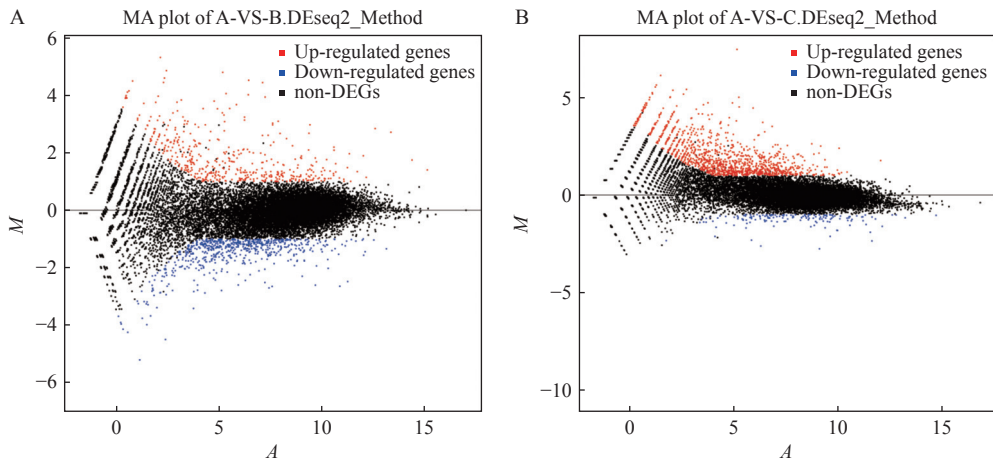 A
MA plot of A-VS-B.DEseq2_Method
Up-regulated genes
Down-regulated genes
non-DEGs
6
4
2
0
−2
−4
−6
M
0
5
10
15
A
B
MA plot of A-VS-C.DEseq2_Method
Up-regulated genes
Down-regulated genes
non-DEGs
5
0
−5
−10
M
0
5
10
15
A